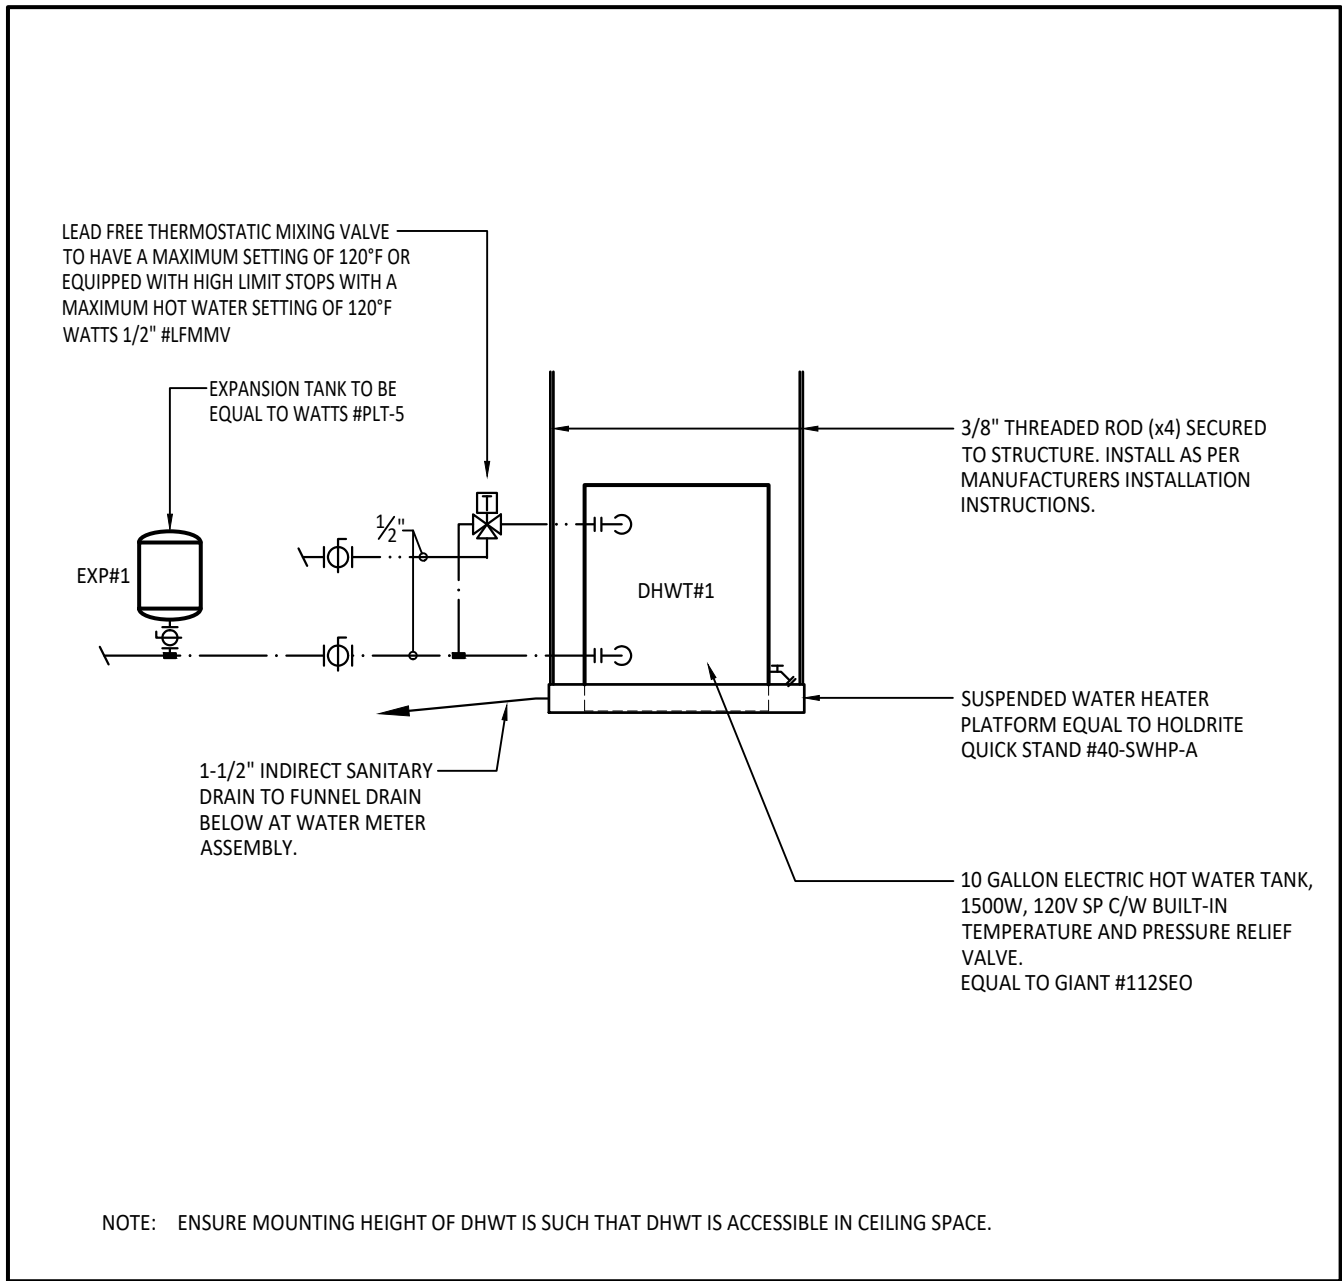 LEAD FREE THERMOSTATIC MIXING VALVE
TO HAVE A MAXIMUM SETTING OF 120°F OR
EQUIPPED WITH HIGH LIMIT STOPS WITH A
MAXIMUM HOT WATER SETTING OF 120°F
WATTS 1/2" #LFMMV
EXPANSION TANK TO BE
EQUAL TO WATTS #PLT-5
3/8" THREADED ROD (x4) SECURED
TO STRUCTURE. INSTALL AS PER
MANUFACTURERS INSTALLATION
INSTRUCTIONS.
T
1/2"
EXP#1
DHWT#1
SUSPENDED WATER HEATER
PLATFORM EQUAL TO HOLDRITE
QUICK STAND #40-SWHP-A
1-1/2" INDIRECT SANITARY
DRAIN TO FUNNEL DRAIN
BELOW AT WATER METER
ASSEMBLY.
10 GALLON ELECTRIC HOT WATER TANK,
1500W, 120V SP C/W BUILT-IN
TEMPERATURE AND PRESSURE RELIEF
VALVE.
EQUAL TO GIANT #112SEO
NOTE: ENSURE MOUNTING HEIGHT OF DHWT IS SUCH THAT DHWT IS ACCESSIBLE IN CEILING SPACE.